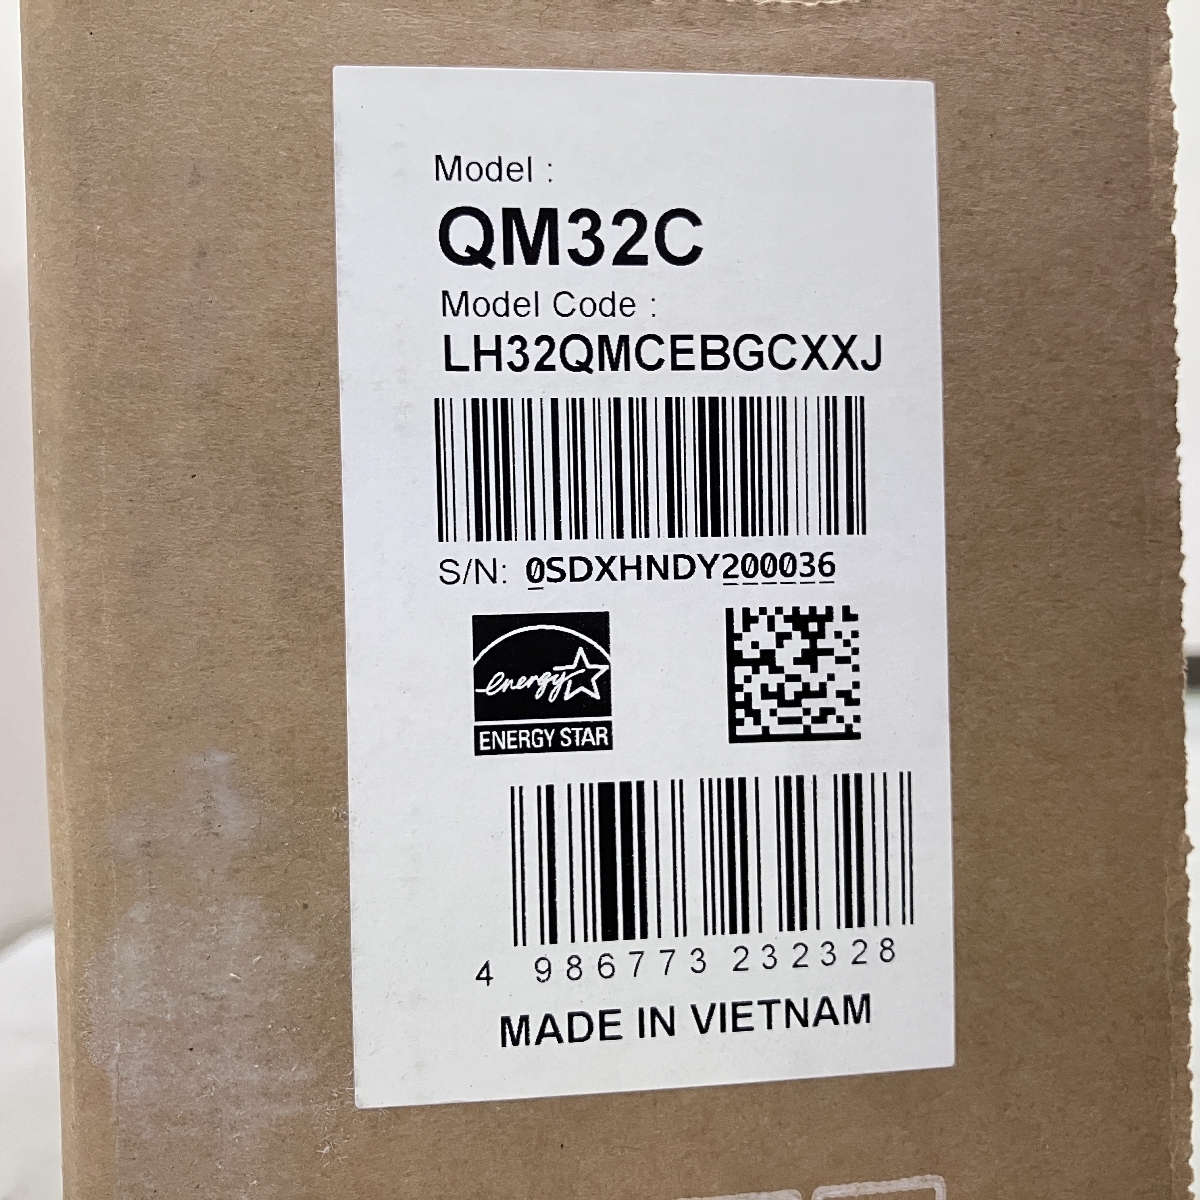 Model :
QM32C
Model Code :
LH32QMCEBGCXXJ
S/N: 0SDXHNDY200036
energy
ENERGY STAR
4 986773 232328
MADE IN VIETNAM